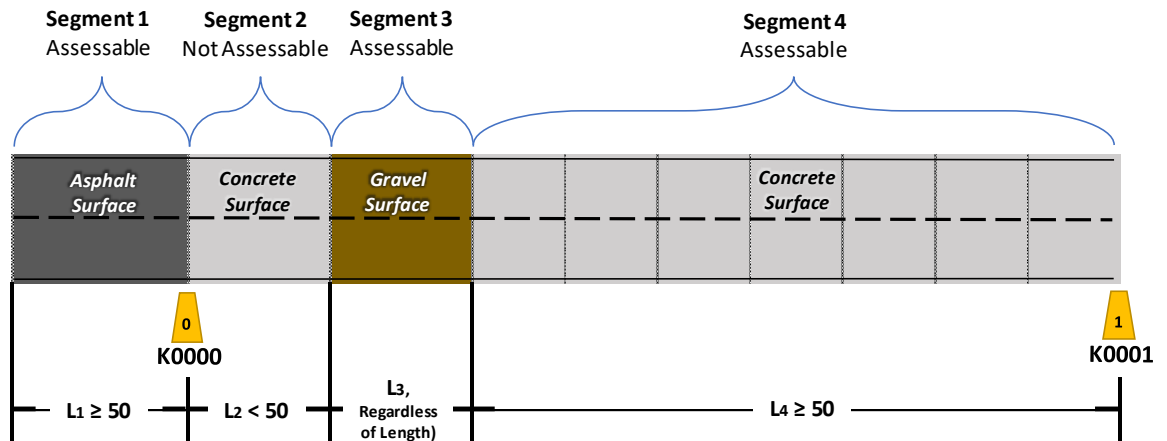 Segment 1
Assessable
Segment 2
Not Assessable
Segment 3
Assessable
Segment 4
Assessable
Asphalt
Surface
Concrete
Surface
Gravel
Surface
Concrete
Surface
0
K0000
1
K0001
L1 ≥ 50
L2 < 50
L3,
Regardless
of Length)
L4 ≥ 50